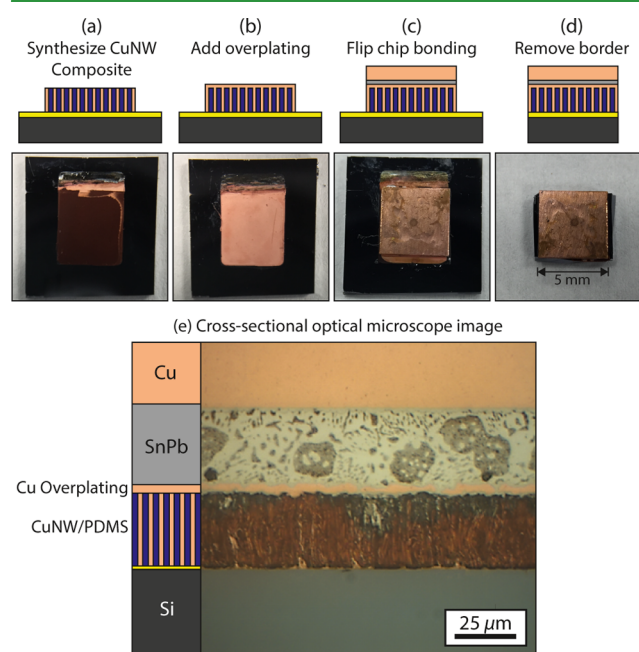 (a)
Synthesize CuNW
Composite
(b)
Add overplating
(c)
Flip chip bonding
(d)
Remove border
5 mm
(e) Cross-sectional optical microscope image
Cu
SnPb
Cu Overplating
CuNW/PDMS
Si
25 μm